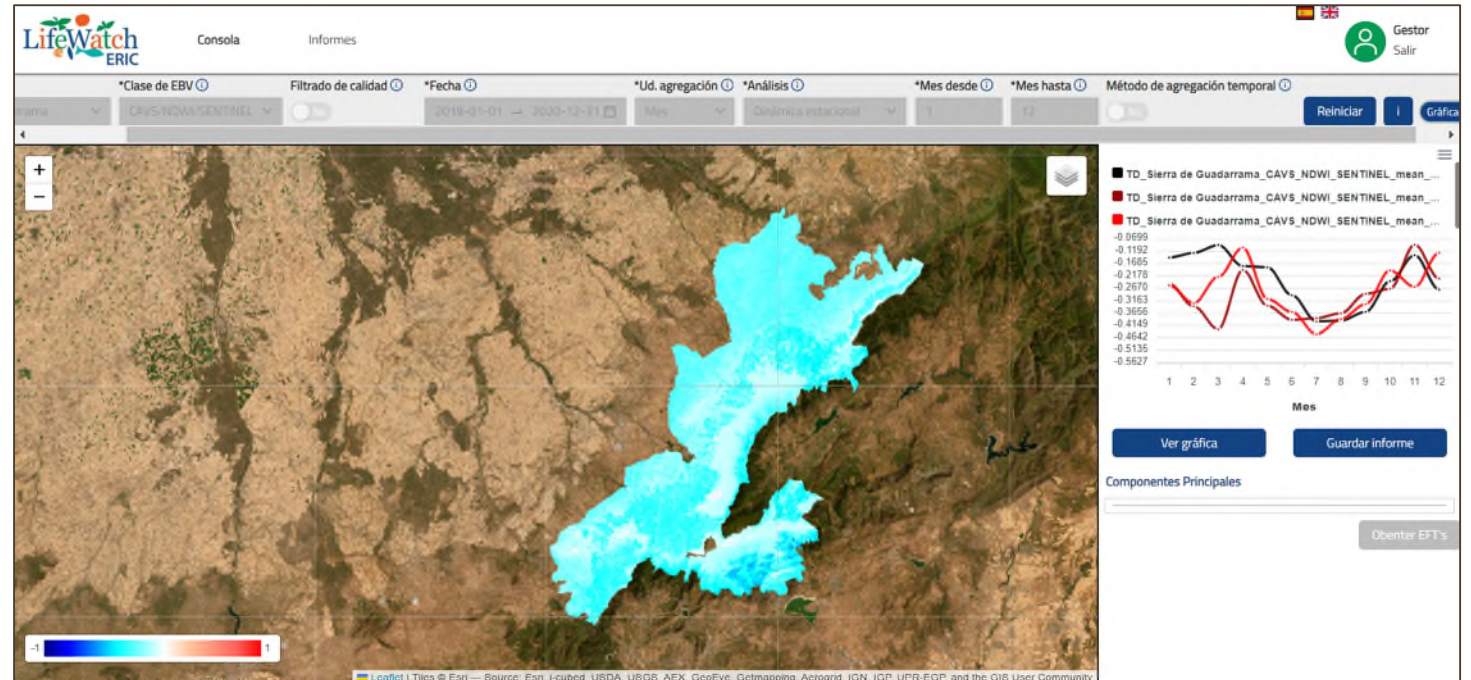 LifeWatch
ERIC
Consola
Informes
Gestor
Salir
*Clase de EBV
Filtrado de calidad
*Fecha
*Ud. agregación
*Análisis
*Mes desde
*Mes hasta
Método de agregación temporal
CAVS/NDWI/SENTINEL
2018-01-01 → 2020-12-31
Mes
Dinámica estacional
1
12
Reiniciar
i
Gráfica
+
−
TD_Sierra de Guadarrama_CAVS_NDWI_SENTINEL_mean_...
TD_Sierra de Guadarrama_CAVS_NDWI_SENTINEL_mean_...
TD_Sierra de Guadarrama_CAVS_NDWI_SENTINEL_mean_...
-0.0699
-0.1192
-0.1685
-0.2178
-0.2670
-0.3163
-0.3656
-0.4149
-0.4642
-0.5135
-0.5627
1 2 3 4 5 6 7 8 9 10 11 12
Mes
Ver gráfica
Guardar informe
Componentes Principales
Obenter EFT's
-1
1
Leaflet | Tiles © Esri — Source: Esri, i-cubed, USDA, USGS, AEX, GeoEye, Getmapping, Aerogrid, IGN, IGP, UPR-EGP, and the GIS User Community